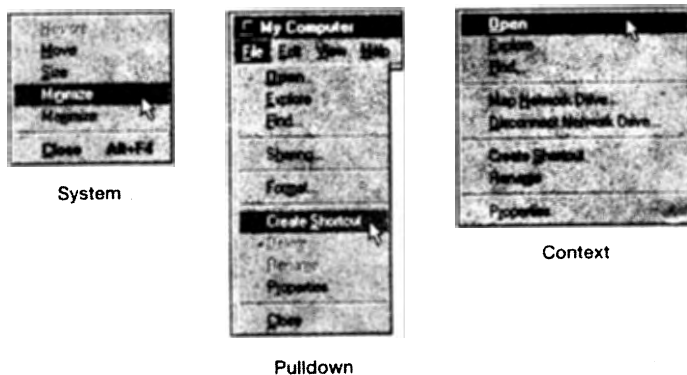 Restore
Move
Size
Minimize
Maximize
Close Alt+F4
System
My Computer
File Edit View Help
Open
Explore
Find...
Sharing...
Format...
Create Shortcut
Delete
Rename
Properties
Close
Pulldown
Open
Explore
Find...
Map Network Drive...
Disconnect Network Drive...
Create Shortcut
Rename
Properties
Context